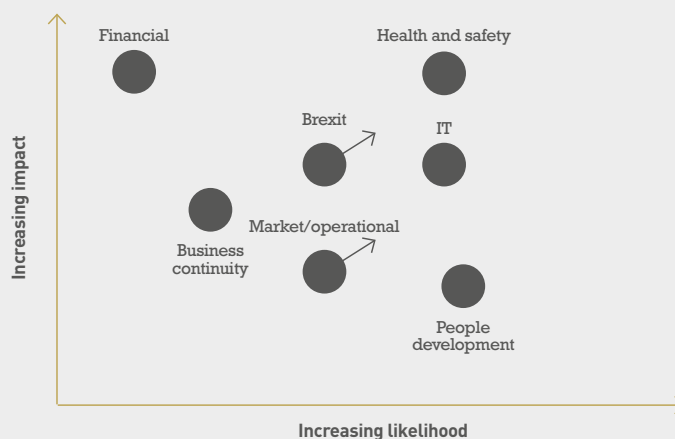 Financial
Health and safety
Brexit
IT
Increasing impact
Market/operational
Business
continuity
People
development
Increasing likelihood